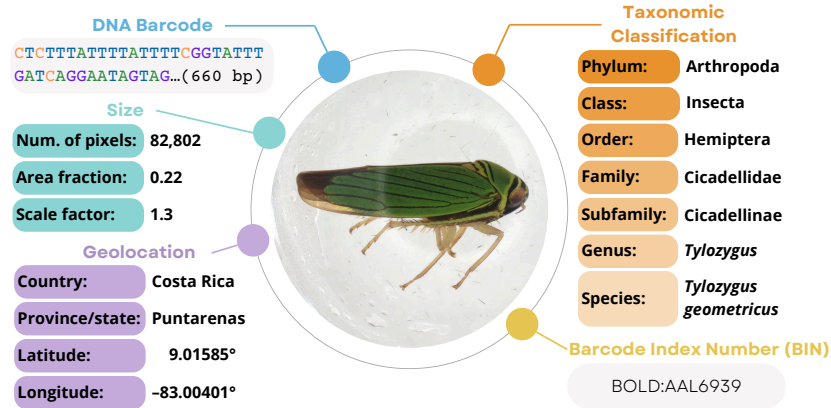 DNA Barcode
CTCTTTATTTTATTTTCGGTATTT
GATCAGGAATAGTAG…(660 bp)
Size
Num. of pixels: 82,802
Area fraction: 0.22
Scale factor: 1.3
Geolocation
Country: Costa Rica
Province/state: Puntarenas
Latitude: 9.01585°
Longitude: –83.00401°
Taxonomic
Classification
Phylum: Arthropoda
Class: Insecta
Order: Hemiptera
Family: Cicadellidae
Subfamily: Cicadellinae
Genus: Tylozygus
Species: Tylozygus
geometricus
Barcode Index Number (BIN)
BOLD:AAL6939